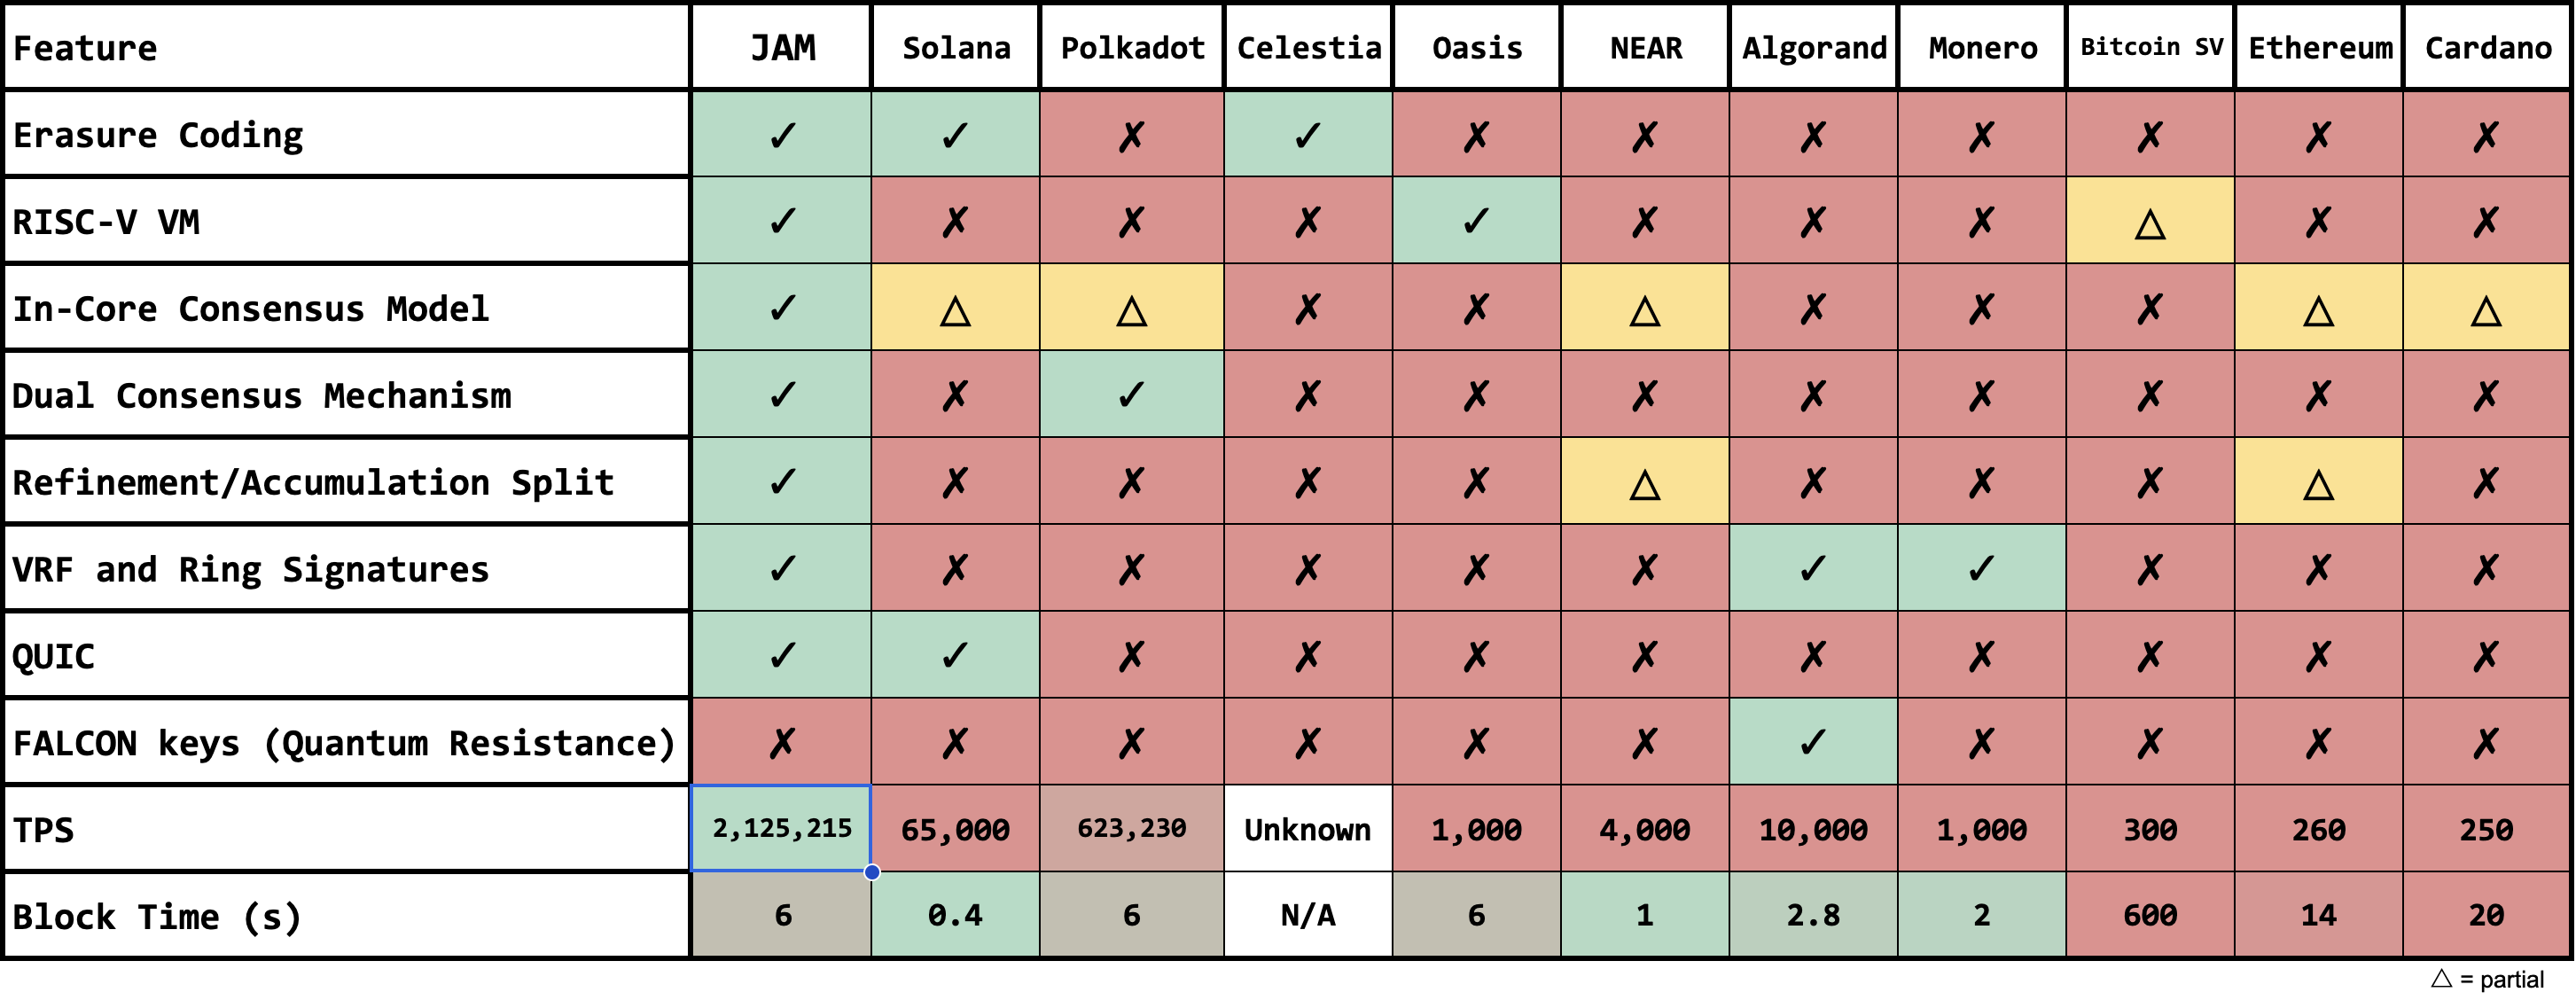 Feature JAM Solana Polkadot Celestia Oasis NEAR Algorand Monero Bitcoin SV Ethereum Cardano
Erasure Coding ✓ ✓ ✗ ✓ ✗ ✗ ✗ ✗ ✗ ✗ ✗
RISC-V VM ✓ ✗ ✗ ✗ ✓ ✗ ✗ ✗ △ ✗ ✗
In-Core Consensus Model ✓ △ △ ✗ ✗ △ ✗ ✗ ✗ △ △
Dual Consensus Mechanism ✓ ✗ ✓ ✗ ✗ ✗ ✗ ✗ ✗ ✗ ✗
Refinement/Accumulation Split ✓ ✗ ✗ ✗ ✗ △ ✗ ✗ ✗ △ ✗
VRF and Ring Signatures ✓ ✗ ✗ ✗ ✗ ✗ ✓ ✓ ✗ ✗ ✗
QUIC ✓ ✓ ✗ ✗ ✗ ✗ ✗ ✗ ✗ ✗ ✗
FALCON keys (Quantum Resistance) ✗ ✗ ✗ ✗ ✗ ✗ ✓ ✗ ✗ ✗ ✗
TPS 2,125,215 65,000 623,230 Unknown 1,000 4,000 10,000 1,000 300 260 250
Block Time (s) 6 0.4 6 N/A 6 1 2.8 2 600 14 20
△ = partial